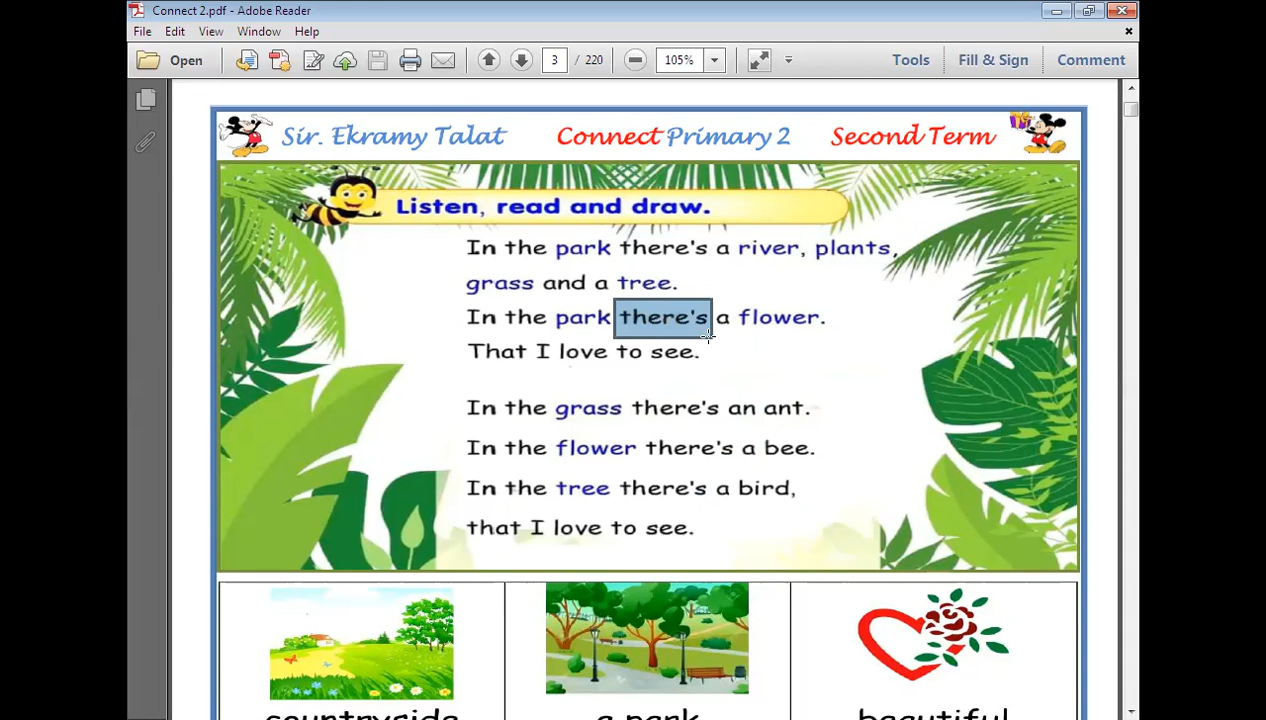 Connect 2.pdf - Adobe Reader
File Edit View Window Help
Open 3 / 220 105% Tools Fill & Sign Comment
Sir. Ekramy Talat Connect Primary 2 Second Term
Listen, read and draw.
In the park there's a river, plants,
grass and a tree.
In the park there's a flower.
That I love to see.
In the grass there's an ant.
In the flower there's a bee.
In the tree there's a bird,
that I love to see.
countryside a park beautiful